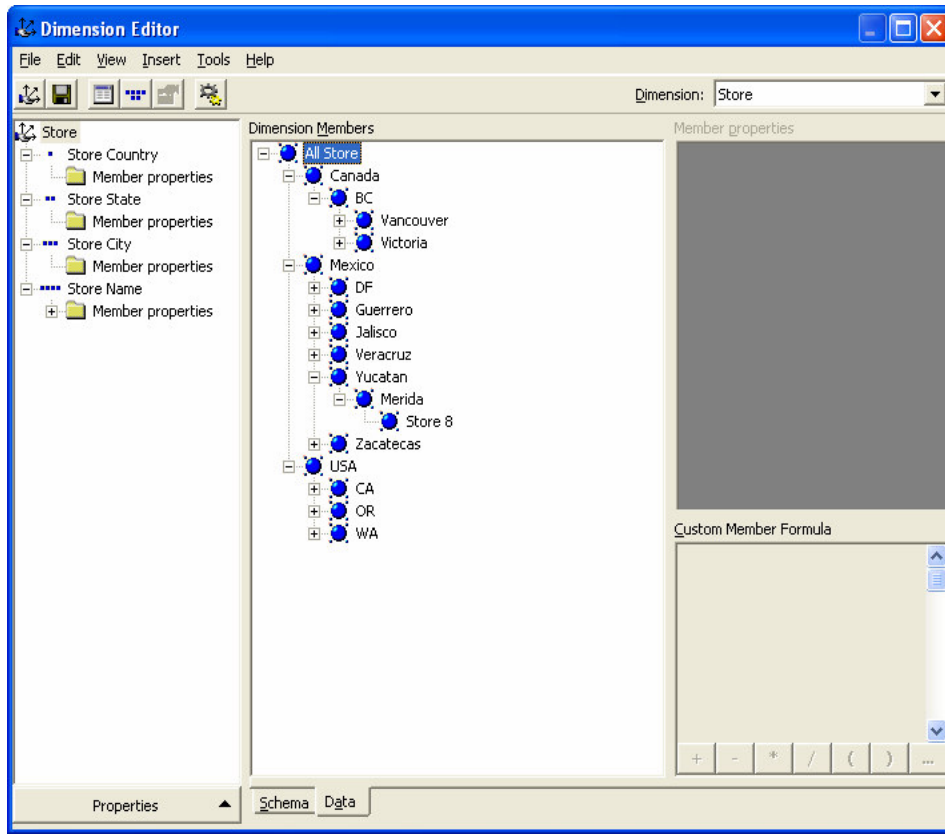 Dimension Editor
File Edit View Insert Tools Help
Dimension: Store
Store
Store Country
Member properties
Store State
Member properties
Store City
Member properties
Store Name
Member properties
Properties
Dimension Members
All Store
Canada
BC
Vancouver
Victoria
Mexico
DF
Guerrero
Jalisco
Veracruz
Yucatan
Merida
Store 8
Zacatecas
USA
CA
OR
WA
Schema Data
Member properties
Custom Member Formula
+ - * / ( ) ...